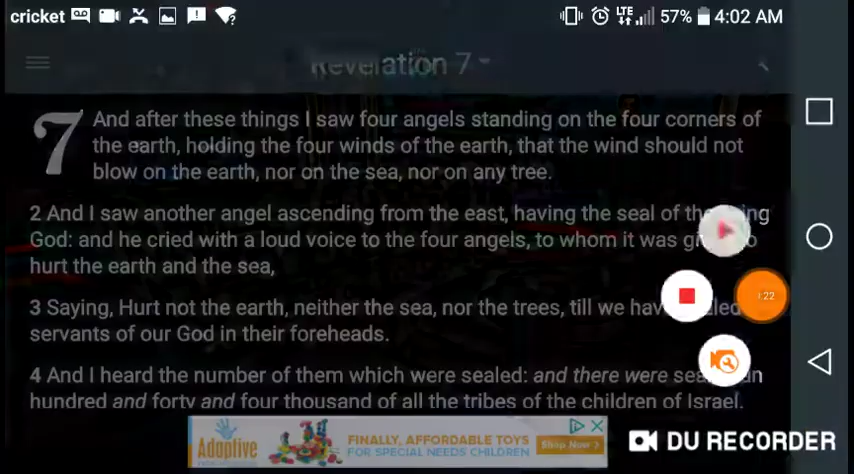 cricket 57% 4:02 AM
LTE
Revelation 7
7 And after these things I saw four angels standing on the four corners of
the earth, holding the four winds of the earth, that the wind should not
blow on the earth, nor on the sea, nor on any tree.
2 And I saw another angel ascending from the east, having the seal of the
God: and he cried with a loud voice to the four angels, to whom it was
hurt the earth and the sea,
3 Saying, Hurt not the earth, neither the sea, nor the trees, till we
servants of our God in their foreheads.
4 And I heard the number of them which were sealed: and there were
hundred and forty and four thousand of all the tribes of the children of Israel.
1:22
Adaptive
FINALLY, AFFORDABLE TOYS
FOR SPECIAL NEEDS CHILDREN
Shop Now >
DU RECORDER